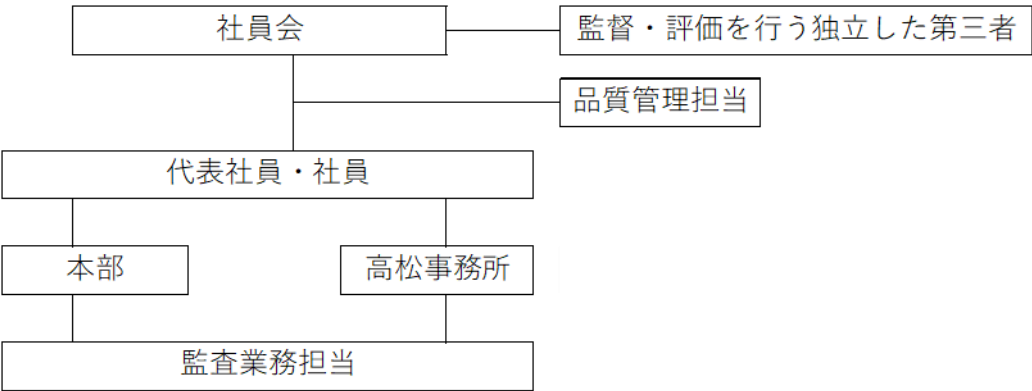 社員会
監督・評価を行う独立した第三者
品質管理担当
代表社員・社員
本部
高松事務所
監査業務担当